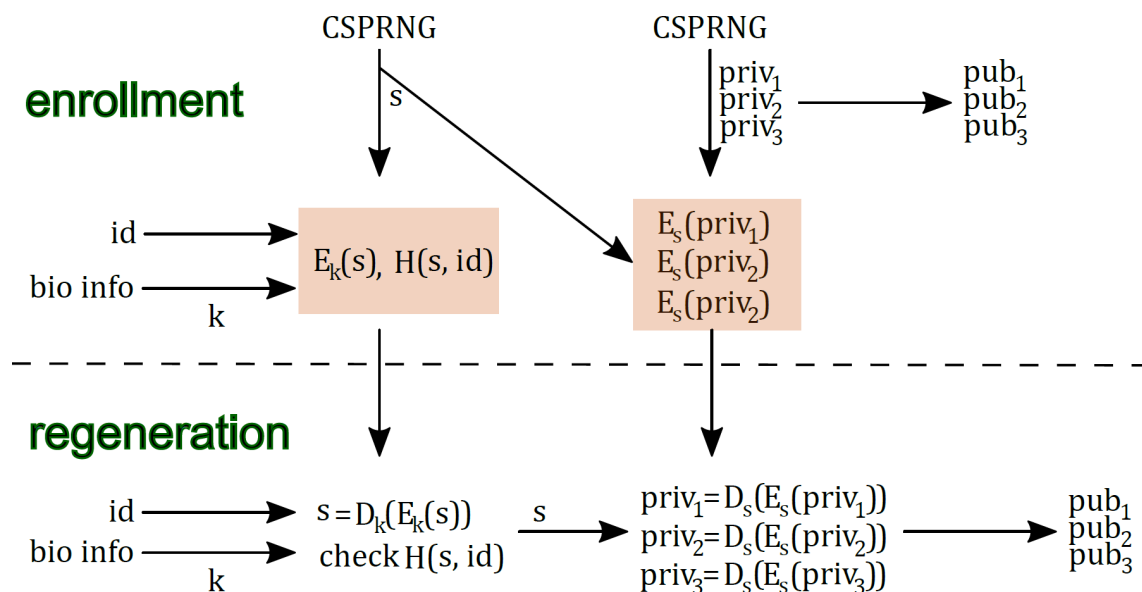 CSPRNG
CSPRNG
enrollment
s
priv₁
priv₂
priv₃
pub₁
pub₂
pub₃
id
bio info
k
Eₖ(s), H(s, id)
Eₛ(priv₁)
Eₛ(priv₂)
Eₛ(priv₂)
regeneration
id
bio info
k
s=Dₖ(Eₖ(s))
check H(s, id)
s
priv₁=Dₛ(Eₛ(priv₁))
priv₂=Dₛ(Eₛ(priv₂))
priv₃=Dₛ(Eₛ(priv₃))
pub₁
pub₂
pub₃